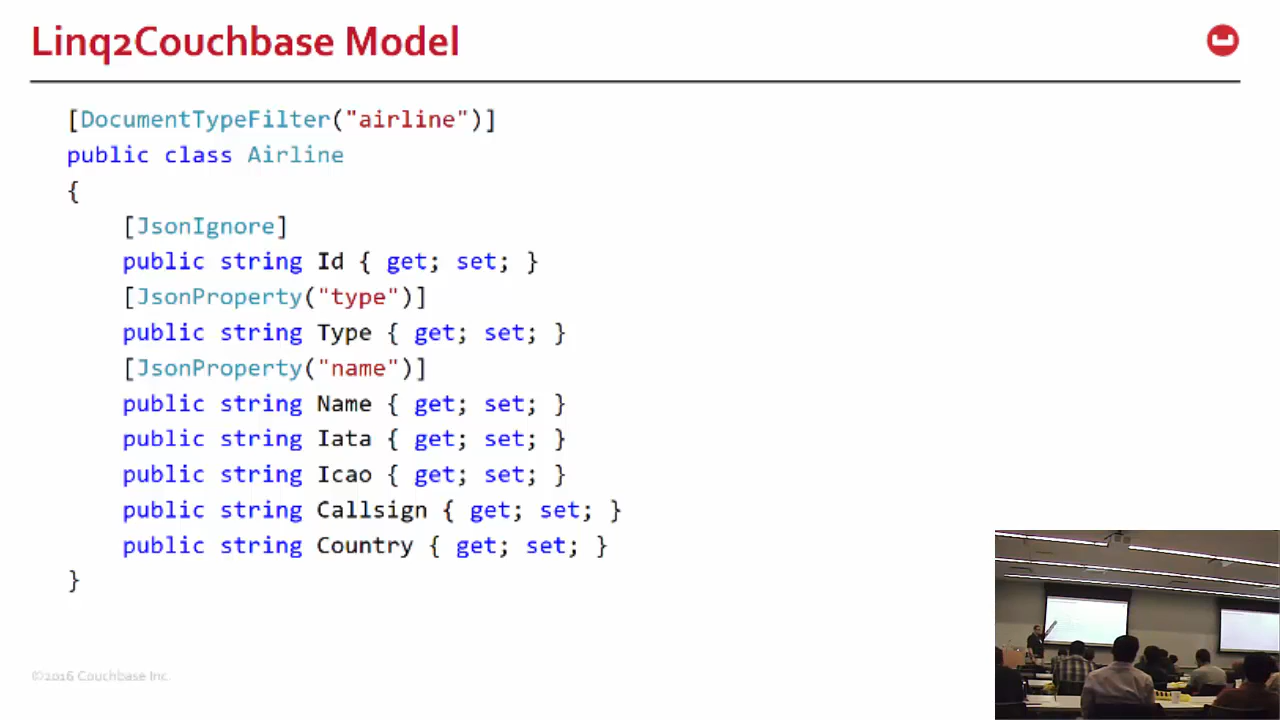 Linq2Couchbase Model
[DocumentTypeFilter("airline")]
public class Airline
{
[JsonIgnore]
public string Id { get; set; }
[JsonProperty("type")]
public string Type { get; set; }
[JsonProperty("name")]
public string Name { get; set; }
public string Iata { get; set; }
public string Icao { get; set; }
public string Callsign { get; set; }
public string Country { get; set; }
}
©2016 Couchbase Inc.